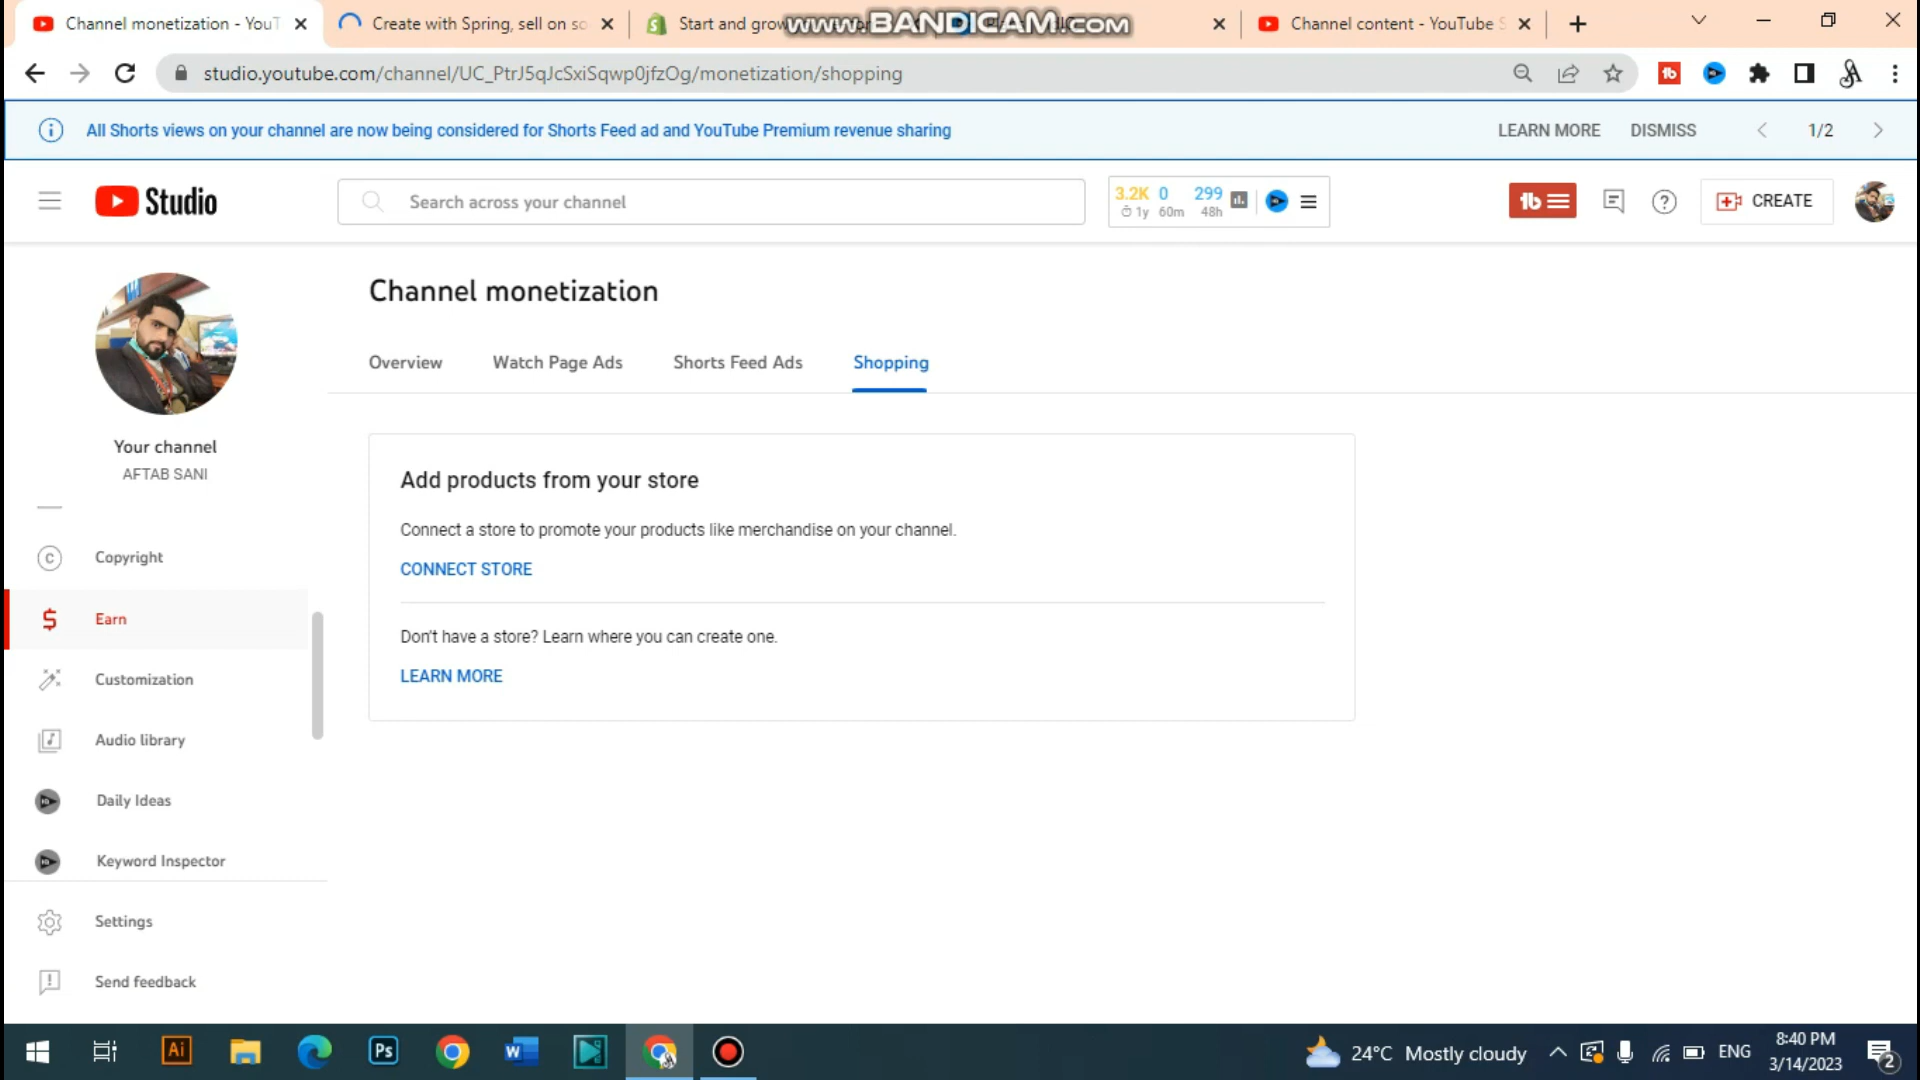 Channel monetization - YouT
Create with Spring, sell on so
Start and grow
www.BANDICAM.com
Channel content - YouTube S
studio.youtube.com/channel/UC_PtrJ5qJcSxiSqwp0jfzOg/monetization/shopping
All Shorts views on your channel are now being considered for Shorts Feed ad and YouTube Premium revenue sharing
LEARN MORE
DISMISS
1/2
Studio
Search across your channel
3.2K 0 299
1y 60m 48h
CREATE
Channel monetization
Overview
Watch Page Ads
Shorts Feed Ads
Shopping
Your channel
AFTAB SANI
Add products from your store
Connect a store to promote your products like merchandise on your channel.
CONNECT STORE
Don't have a store? Learn where you can create one.
LEARN MORE
Copyright
Earn
Customization
Audio library
Daily Ideas
Keyword Inspector
Settings
Send feedback
Ai
Ps
24°C Mostly cloudy
ENG
8:40 PM
3/14/2023
2